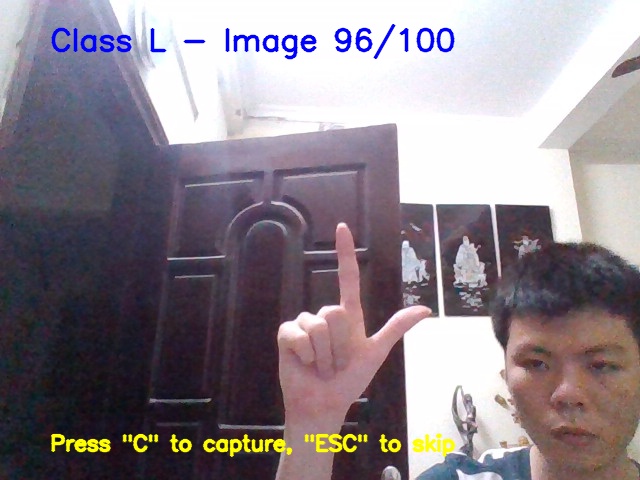 Class L - Image 96/100
Press "C" to capture, "ESC" to skip